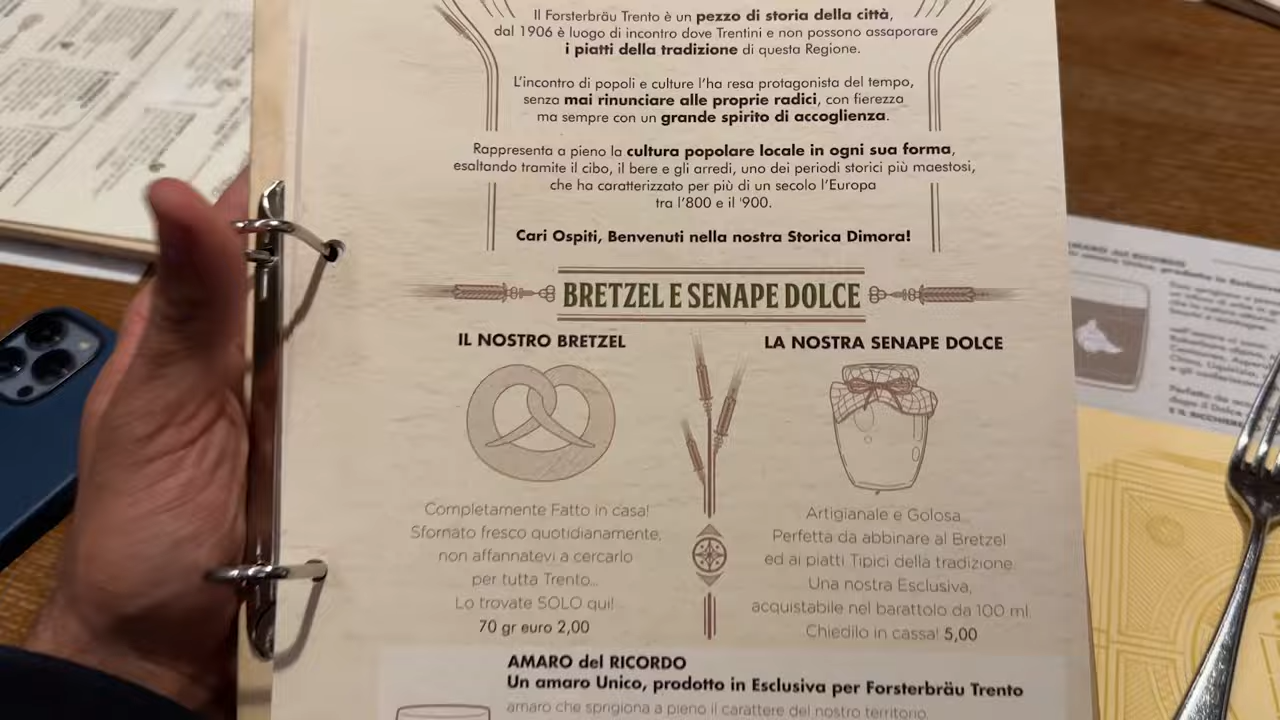 Il Forsterbräu Trento è un pezzo di storia della città,
dal 1906 è luogo di incontro dove Trentini e non possono assaporare
i piatti della tradizione di questa Regione.
L'incontro di popoli e culture l'ha resa protagonista del tempo,
senza mai rinunciare alle proprie radici, con fierezza
ma sempre con un grande spirito di accoglienza.
Rappresenta a pieno la cultura popolare locale in ogni sua forma,
esaltando tramite il cibo, il bere e gli arredi, uno dei periodi storici più maestosi,
che ha caratterizzato per più di un secolo l'Europa
tra l'800 e il '900.
Cari Ospiti, Benvenuti nella nostra Storica Dimora!
BRETZEL E SENAPE DOLCE
IL NOSTRO BRETZEL
Completamente Fatto in casa!
Sfornato fresco quotidianamente,
non affannatevi a cercarlo
per tutta Trento...
Lo trovate SOLO qui!
70 gr euro 2,00
LA NOSTRA SENAPE DOLCE
Artigianale e Golosa.
Perfetta da abbinare al Bretzel
ed ai piatti Tipici della tradizione.
Una nostra Esclusiva,
acquistabile nel barattolo da 100 ml.
Chiedilo in cassa! 5,00
AMARO del RICORDO
Un amaro Unico, prodotto in Esclusiva per Forsterbräu Trento
amaro che sprigiona a pieno il carattere del nostro territorio.